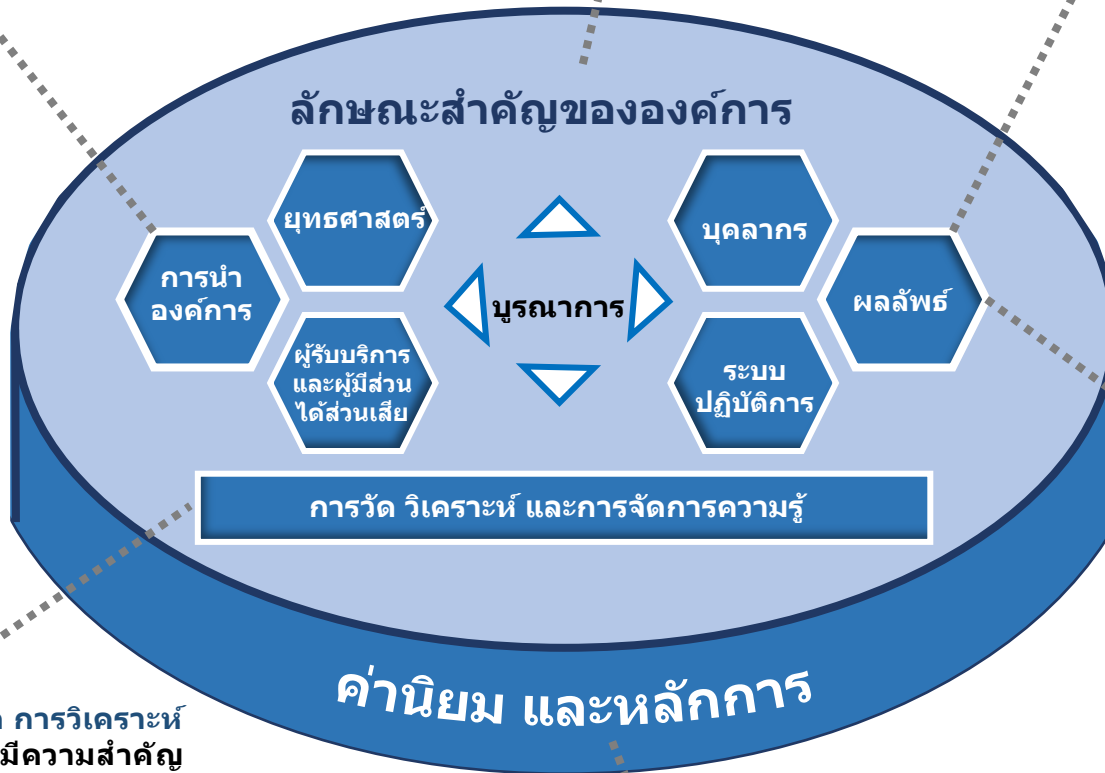 ลักษณะสำคัญขององค์การ
ยุทธศาสตร์
บุคลากร
การนำ
องค์การ
บูรณาการ
ผลลัพธ์
ผู้รับบริการ
และผู้มีส่วน
ได้ส่วนเสีย
ระบบ
ปฏิบัติการ
การวัด วิเคราะห์ และการจัดการความรู้
ค่านิยม และหลักการ
การวิเคราะห์
มีความสำคัญ